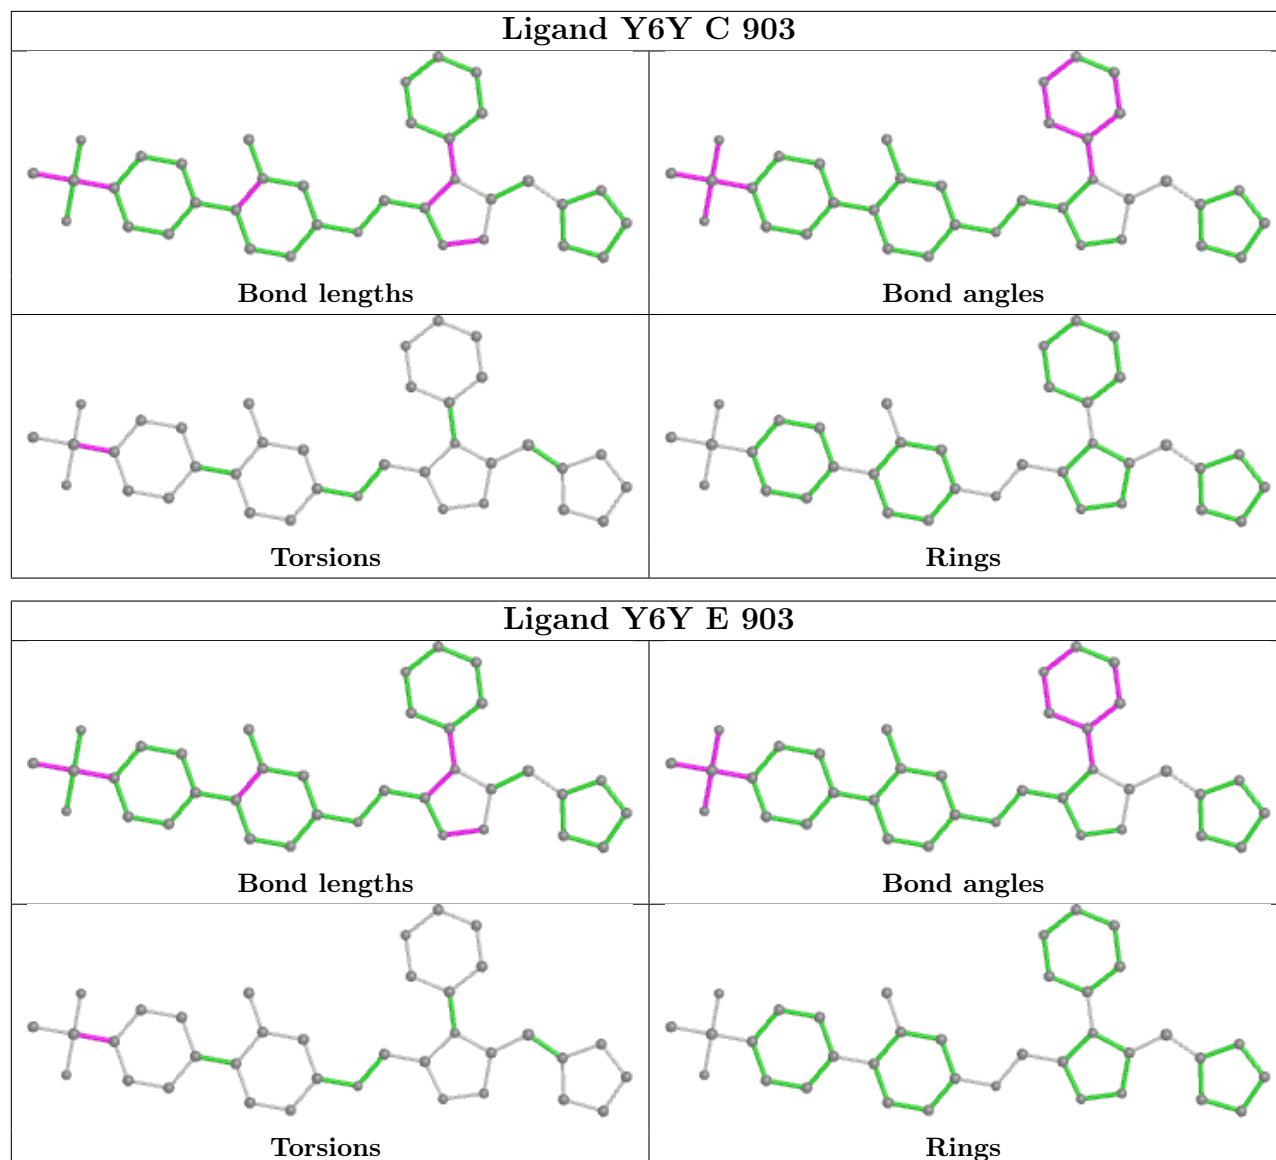 Ligand Y6Y C 903
Bond lengths
Bond angles
Torsions
Rings
Ligand Y6Y E 903
Bond lengths
Bond angles
Torsions
Rings